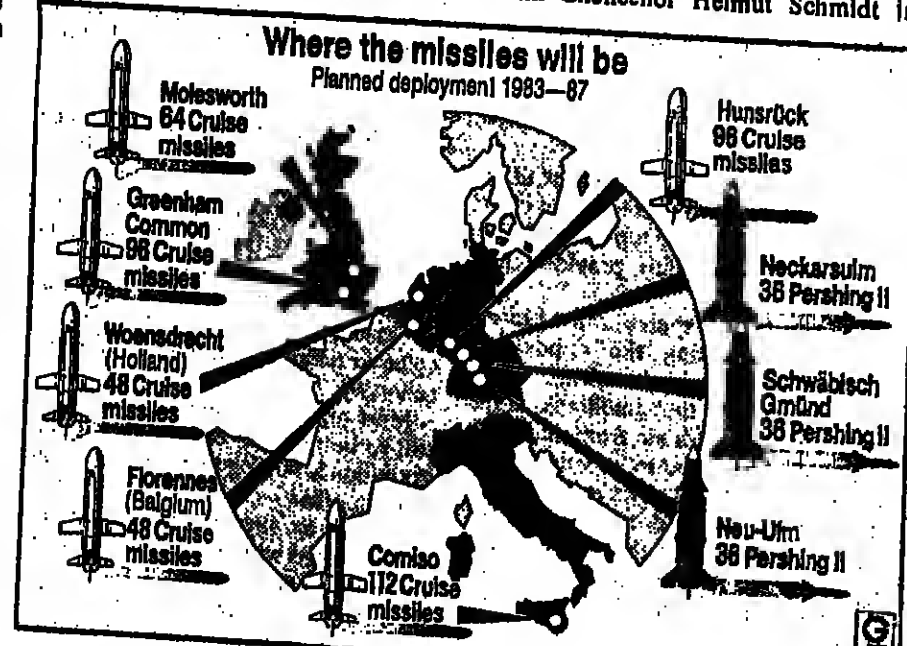 Helmut Schmidt
Where the missiles will be
Planned deployment 1983—87
Molesworth
64 Cruise
missiles
Greenham
Common
96 Cruise
missiles
Woensdrecht
(Holland)
48 Cruise
missiles
Florennes
(Belgium)
48 Cruise
missiles
Comiso
112 Cruise
missiles
Hunsrück
96 Cruise
missiles
Neckarsulm
36 Pershing II
Schwäbisch
Gmünd
36 Pershing II
Neu-Ulm
36 Pershing II
G